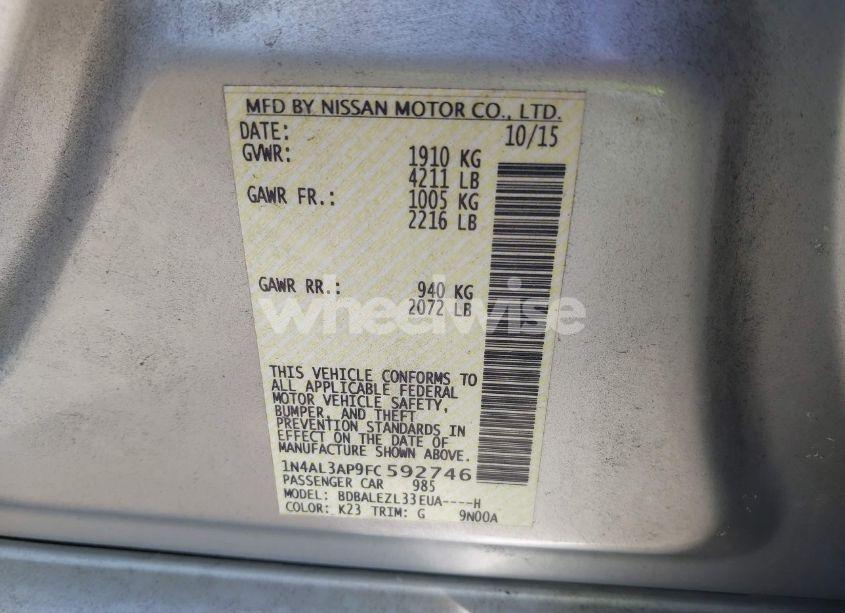 MFD BY NISSAN MOTOR CO., LTD.
DATE: 10/15
GVWR: 1910 KG
4211 LB
GAWR FR.: 1005 KG
2216 LB
GAWR RR.: 940 KG
2072 LB
wheelwise
THIS VEHICLE CONFORMS TO
ALL APPLICABLE FEDERAL
MOTOR VEHICLE SAFETY,
BUMPER, AND THEFT
PREVENTION STANDARDS IN
EFFECT ON THE DATE OF
MANUFACTURE SHOWN ABOVE.
1N4AL3AP9FC592746
PASSENGER CAR 985
MODEL: BDBALEZL33EUA----H
COLOR: K23 TRIM: G 9N00A